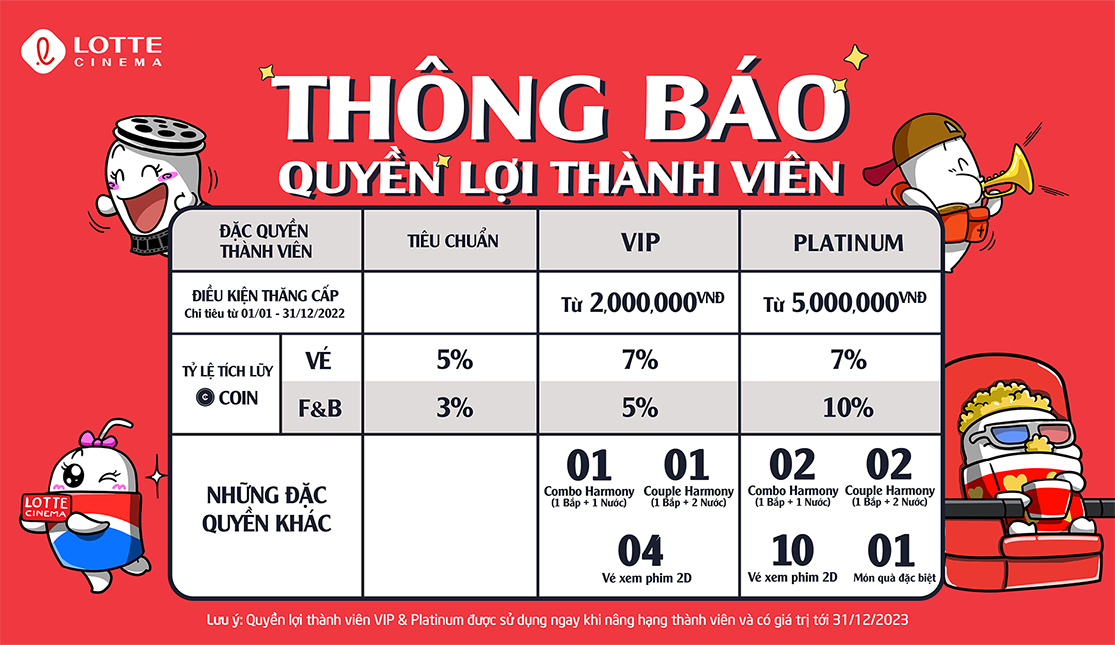 LOTTE
CINEMA
THÔNG BÁO
QUYỀN LỢI THÀNH VIÊN
ĐẶC QUYỀN
THÀNH VIÊN
TIÊU CHUẨN
VIP
PLATINUM
ĐIỀU KIỆN THĂNG CẤP
Chi tiêu từ 01/01 - 31/12/2022
Từ 2,000,000VNĐ
Từ 5,000,000VNĐ
TỶ LỆ TÍCH LŨY
C COIN
VÉ
5%
7%
7%
F&B
3%
5%
10%
NHỮNG ĐẶC
QUYỀN KHÁC
01
Combo Harmony
(1 Bắp + 1 Nước)
01
Couple Harmony
(1 Bắp + 2 Nước)
04
Vé xem phim 2D
02
Combo Harmony
(1 Bắp + 1 Nước)
02
Couple Harmony
(1 Bắp + 2 Nước)
10
Vé xem phim 2D
01
Món quà đặc biệt
LOTTE
CINEMA
Lưu ý: Quyền lợi thành viên VIP & Platinum được sử dụng ngay khi nâng hạng thành viên và có giá trị tới 31/12/2023